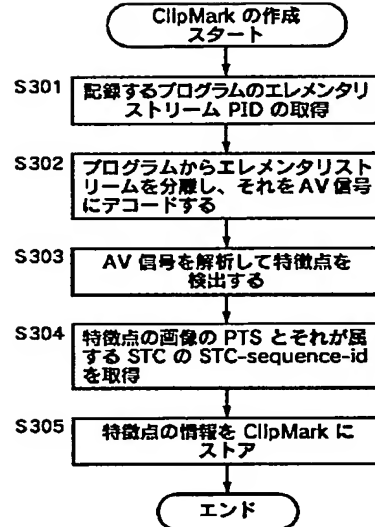 ClipMark の作成
スタート
S301
記録するプログラムのエレメンタリ
ストリーム PID の取得
S302
プログラムからエレメンタリスト
リームを分離し、それを AV 信号
にデコードする
S303
AV 信号を解析して特徴点を
検出する
S304
特徴点の画像の PTS とそれが属
する STC の STC-sequence-id
を取得
S305
特徴点の情報を ClipMark に
ストア
エンド